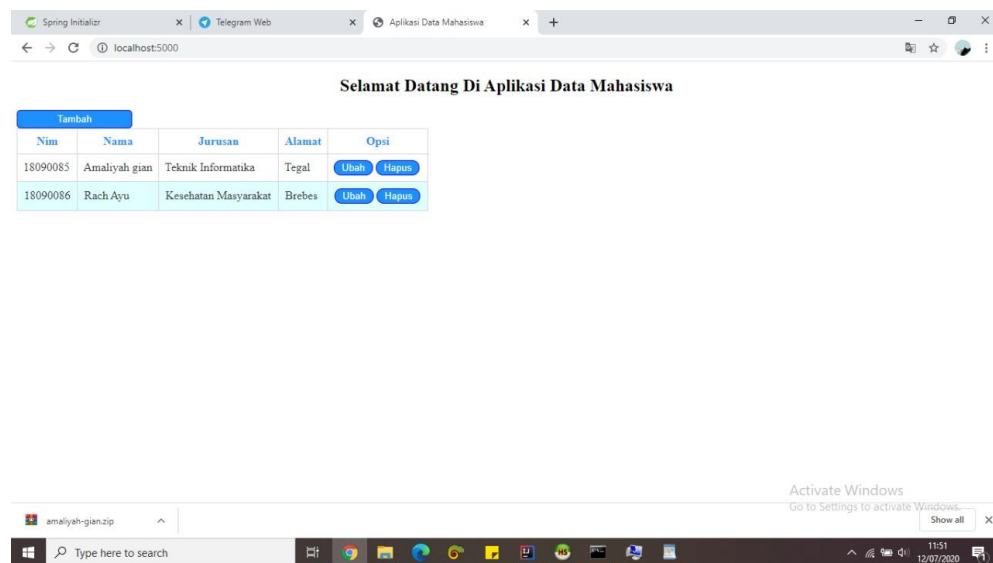 Spring Initializr
Telegram Web
Aplikasi Data Mahasiswa
localhost:5000
Selamat Datang Di Aplikasi Data Mahasiswa
Tambah
Nim Nama Jurusan Alamat Opsi
18090085 Amaliyah gian Teknik Informatika Tegal Ubah Hapus
18090086 Rach Ayu Kesehatan Masyarakat Brebes Ubah Hapus
Activate Windows
Go to Settings to activate Windows.
amaliyah-gian.zip
Show all
Type here to search
HS
11:51
12/07/2020
1